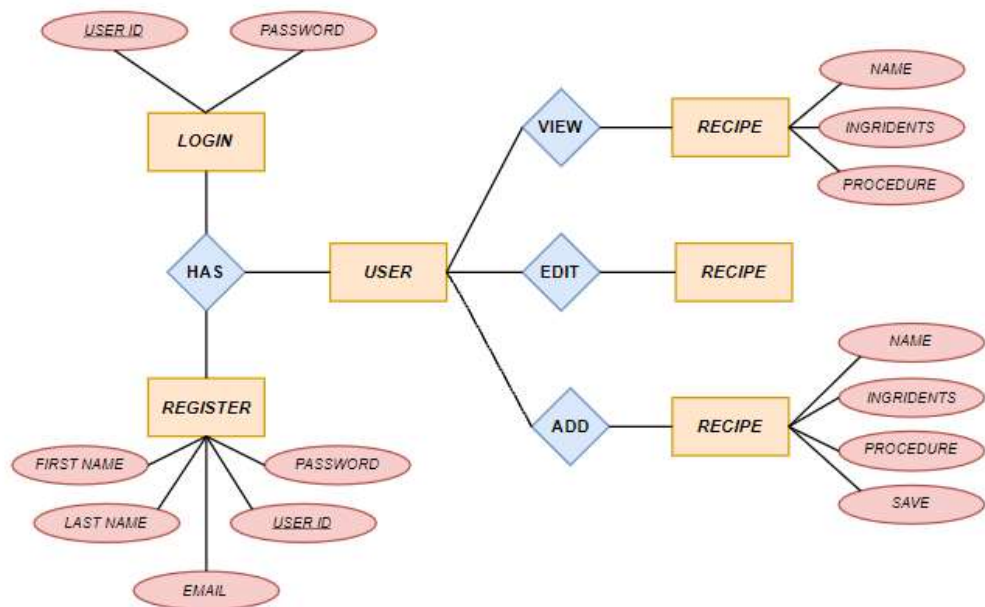 USER ID
PASSWORD
LOGIN
HAS
REGISTER
FIRST NAME
PASSWORD
LAST NAME
USER ID
EMAIL
USER
VIEW
RECIPE
NAME
INGRIDENTS
PROCEDURE
EDIT
RECIPE
ADD
RECIPE
NAME
INGRIDENTS
PROCEDURE
SAVE